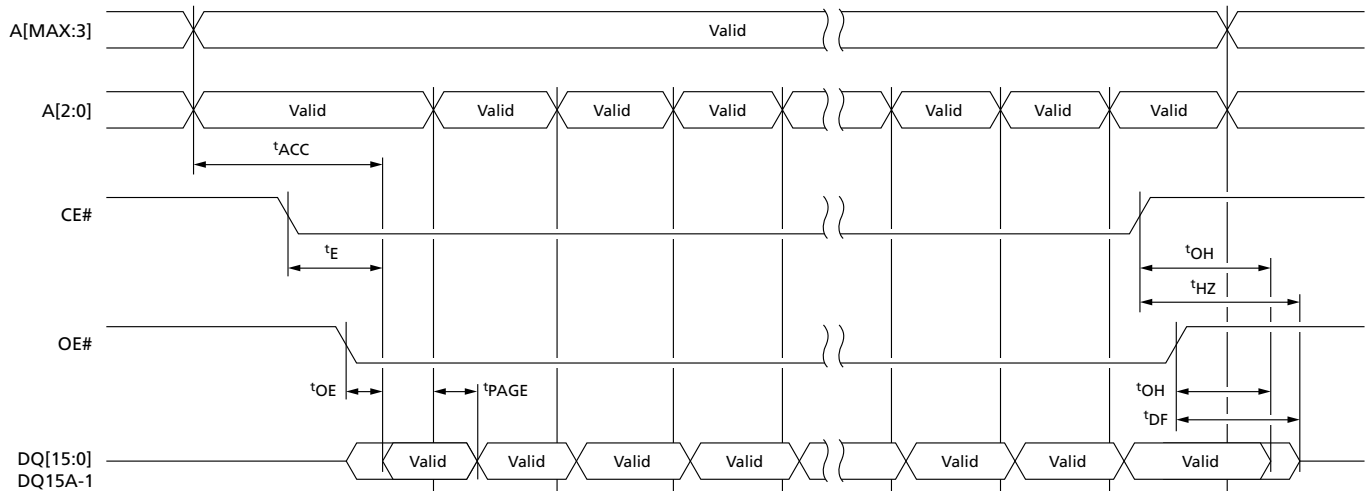 A[MAX:3] Valid
A[2:0] Valid Valid Valid Valid Valid Valid Valid
tACC
CE#
tE tOH
tHZ
OE#
tOE tPAGE tOH
tDF
DQ[15:0] Valid Valid Valid Valid Valid Valid Valid
DQ15A-1